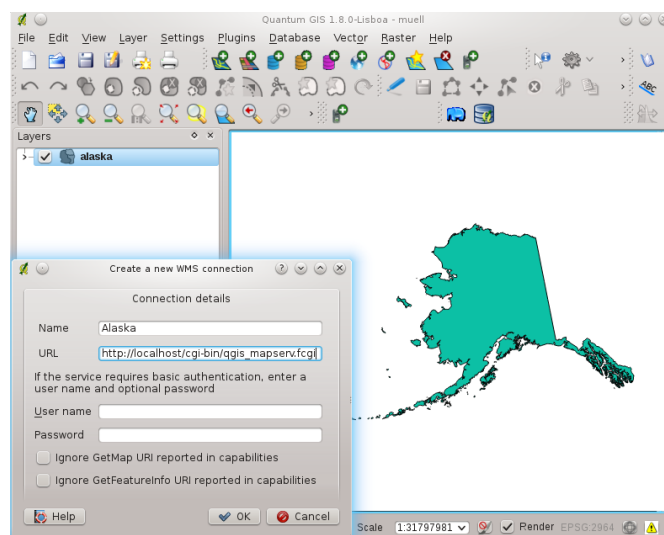 Quantum GIS 1.8.0-Lisboa - muell
File Edit View Layer Settings Plugins Database Vector Raster Help
ABC
Layers
alaska
Create a new WMS connection
Connection details
Name Alaska
URL http://localhost/cgi-bin/qgis_mapserv.fcgi
If the service requires basic authentication, enter a
user name and optional password
User name
Password
Ignore GetMap URI reported in capabilities
Ignore GetFeatureInfo URI reported in capabilities
Help OK Cancel
Scale 1:31797981 Render EPSG:2964